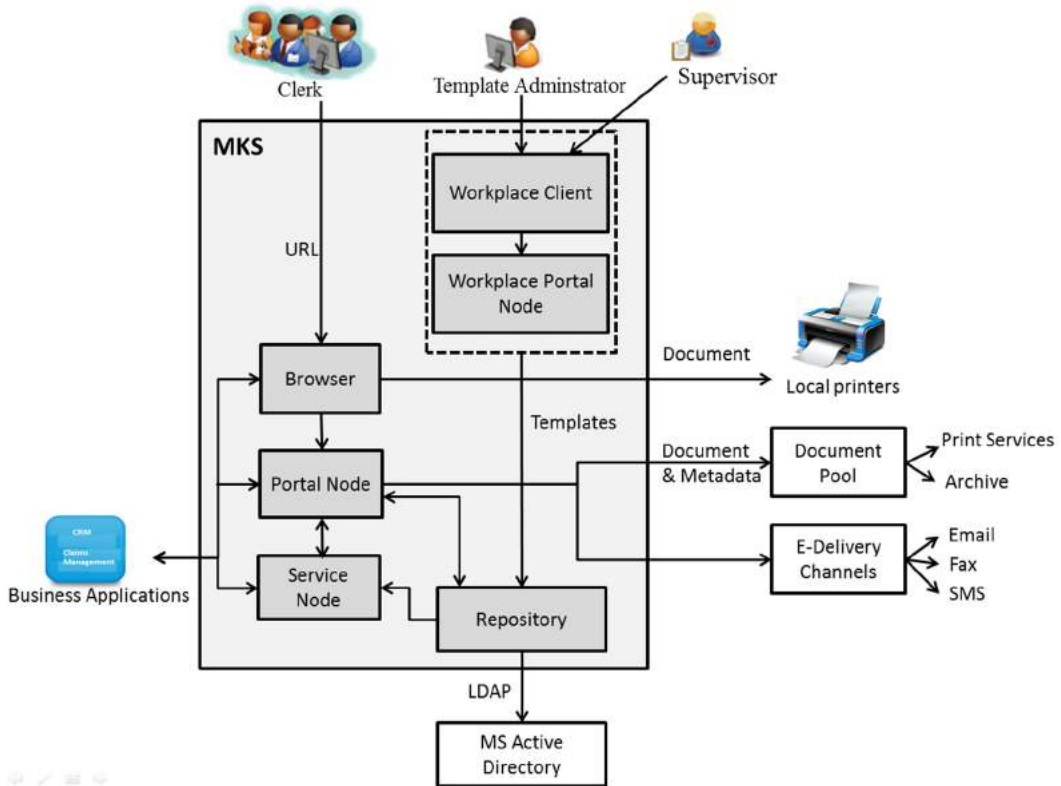 Clerk
Template Adminstrator
Supervisor
MKS
Workplace Client
URL
Workplace Portal
Node
Document
Local printers
Browser
Templates
Document
& Metadata
Document
Pool
Print Services
Archive
Portal Node
CRM
Claims
Management
Business Applications
Service
Node
Repository
E-Delivery
Channels
Email
Fax
SMS
LDAP
MS Active
Directory